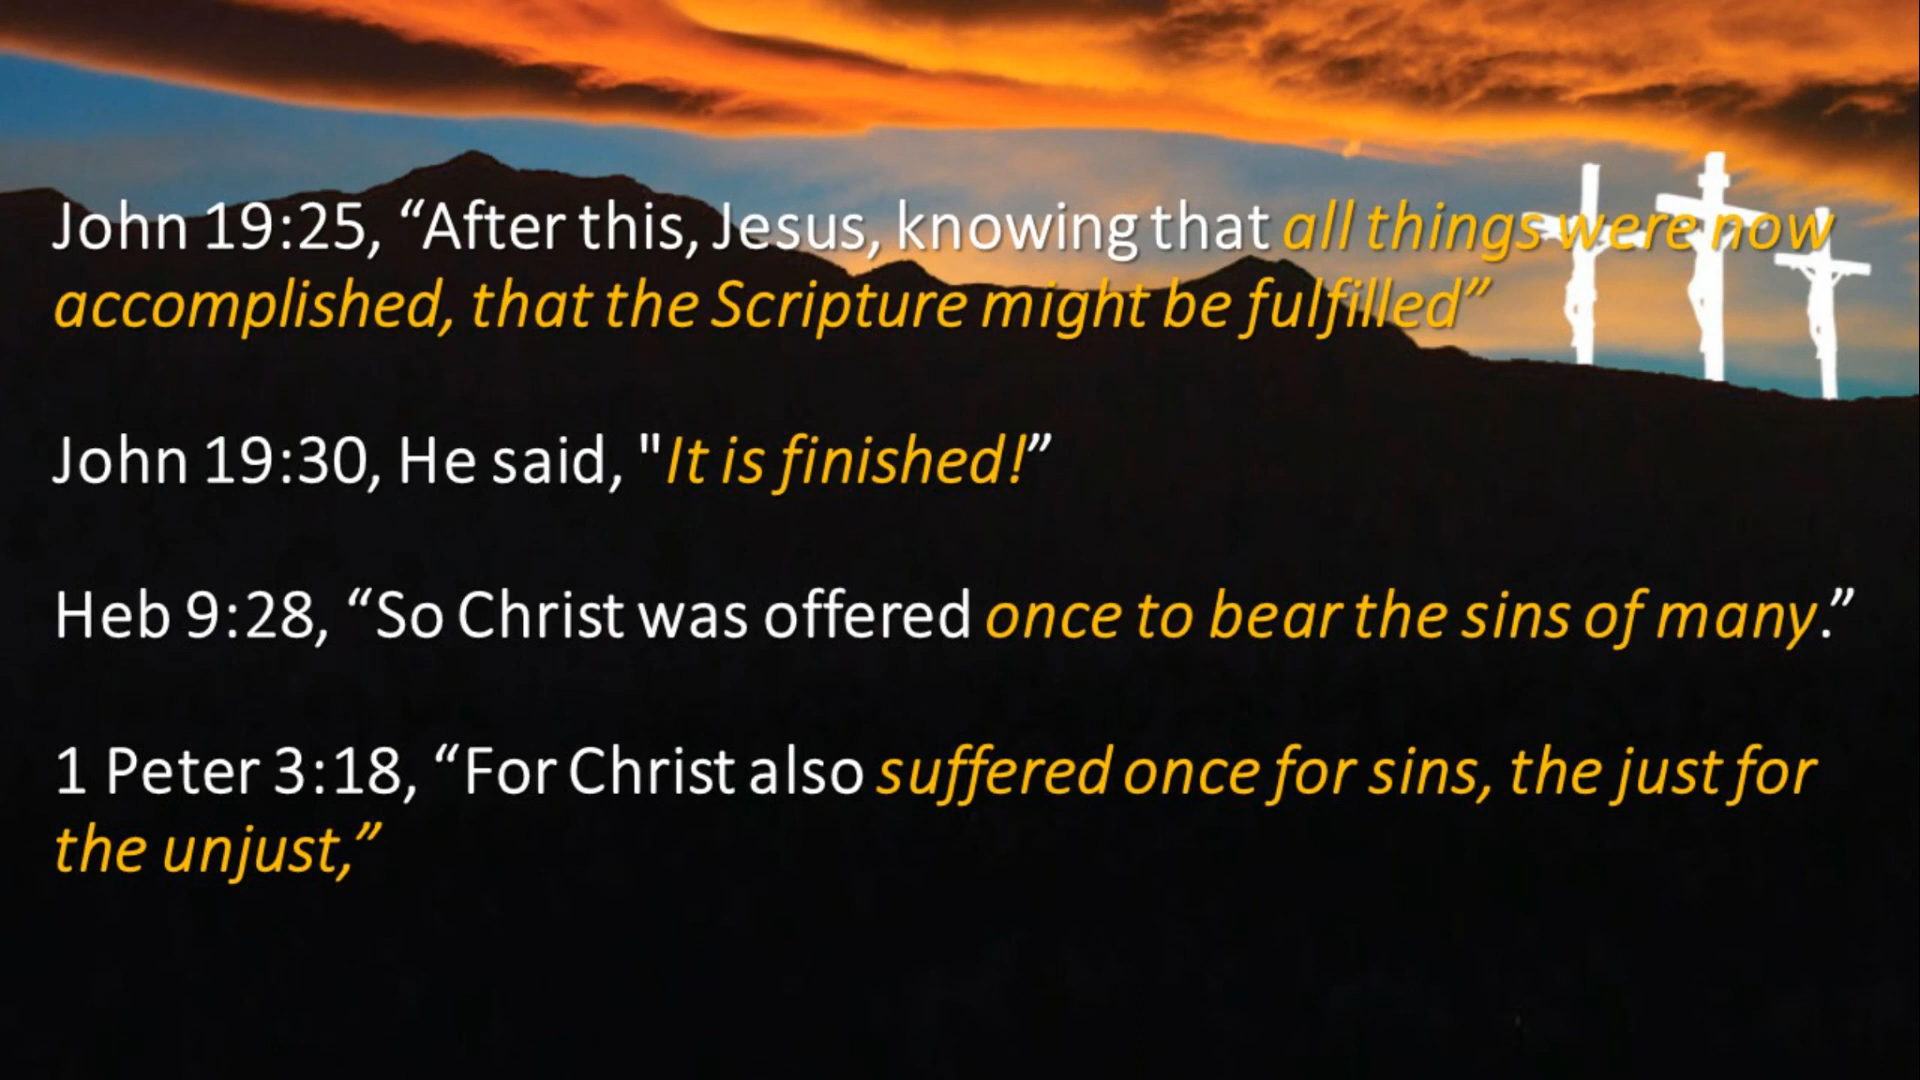 John 19:25, “After this, Jesus, knowing that all things were now
accomplished, that the Scripture might be fulfilled”
John 19:30, He said, "It is finished!”
Heb 9:28, “So Christ was offered once to bear the sins of many.”
1 Peter 3:18, “For Christ also suffered once for sins, the just for
the unjust,”